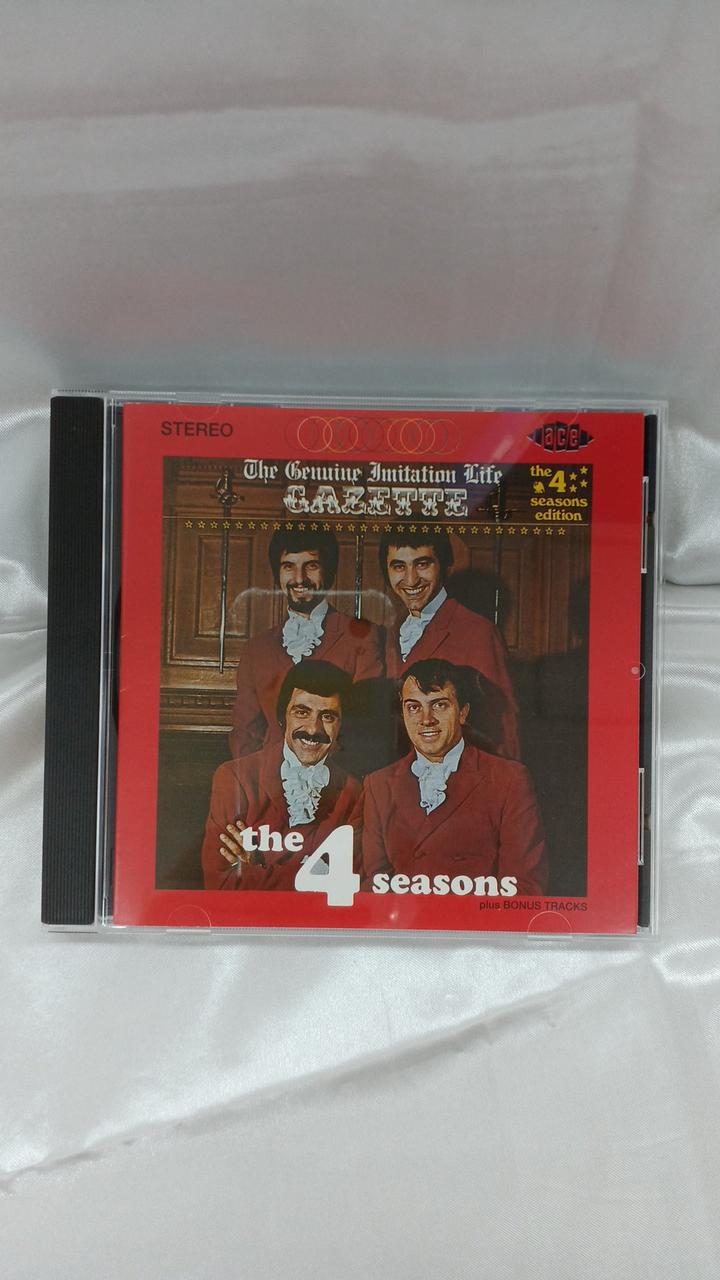 STEREO
ace
The Genuine Imitation Life
GAZETTE
the 4
seasons
edition
the 4 seasons
plus BONUS TRACKS